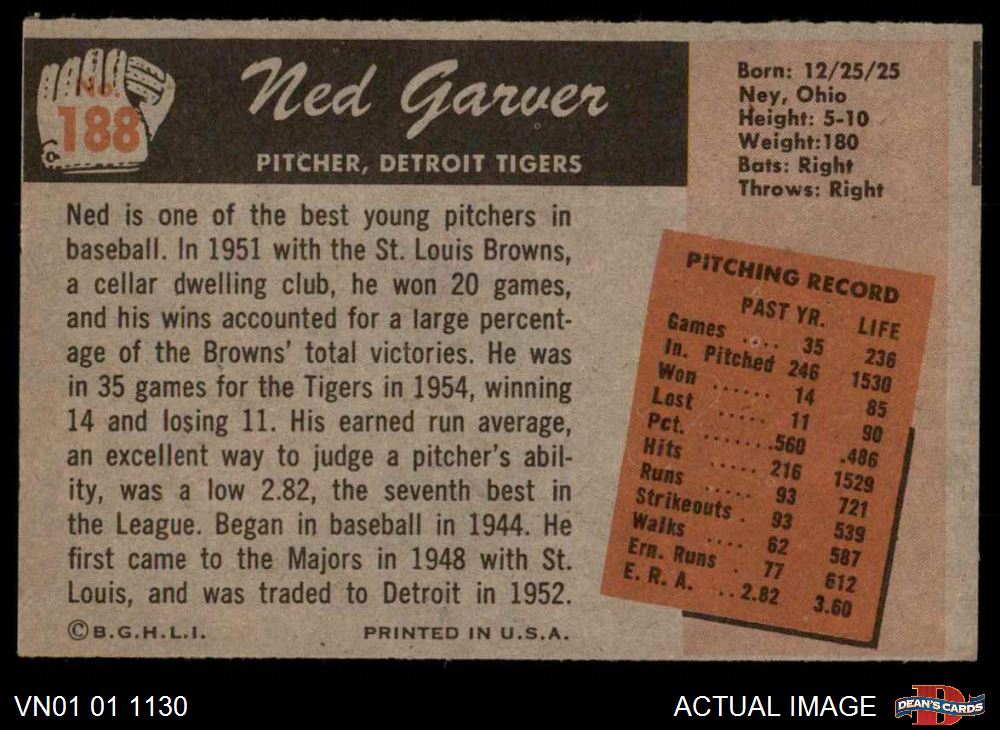 No.
188
Ned Garver
PITCHER, DETROIT TIGERS
Born: 12/25/25
Ney, Ohio
Height: 5-10
Weight:180
Bats: Right
Throws: Right
Ned is one of the best young pitchers in
baseball. In 1951 with the St. Louis Browns,
a cellar dwelling club, he won 20 games,
and his wins accounted for a large percent-
age of the Browns' total victories. He was
in 35 games for the Tigers in 1954, winning
14 and losing 11. His earned run average,
an excellent way to judge a pitcher's abil-
ity, was a low 2.82, the seventh best in
the League. Began in baseball in 1944. He
first came to the Majors in 1948 with St.
Louis, and was traded to Detroit in 1952.
©B.G.H.L.I. PRINTED IN U.S.A.
PITCHING RECORD
PAST YR. LIFE
Games .... 35 236
In. Pitched 246 1530
Won ...... 14 85
Lost ...... 11 90
Pct. .......560 .486
Hits ..... 216 1529
Runs ..... 93 721
Strikeouts . 93 539
Walks .... 62 587
Ern. Runs . 77 612
E. R. A. ..2.82 3.60
VN01 01 1130
ACTUAL IMAGE
D
DEAN'S CARDS